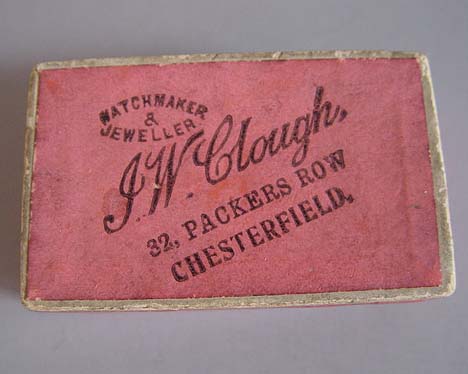 WATCHMAKER
&
JEWELLER.
J. W. Clough,
32, PACKERS ROW
CHESTERFIELD.